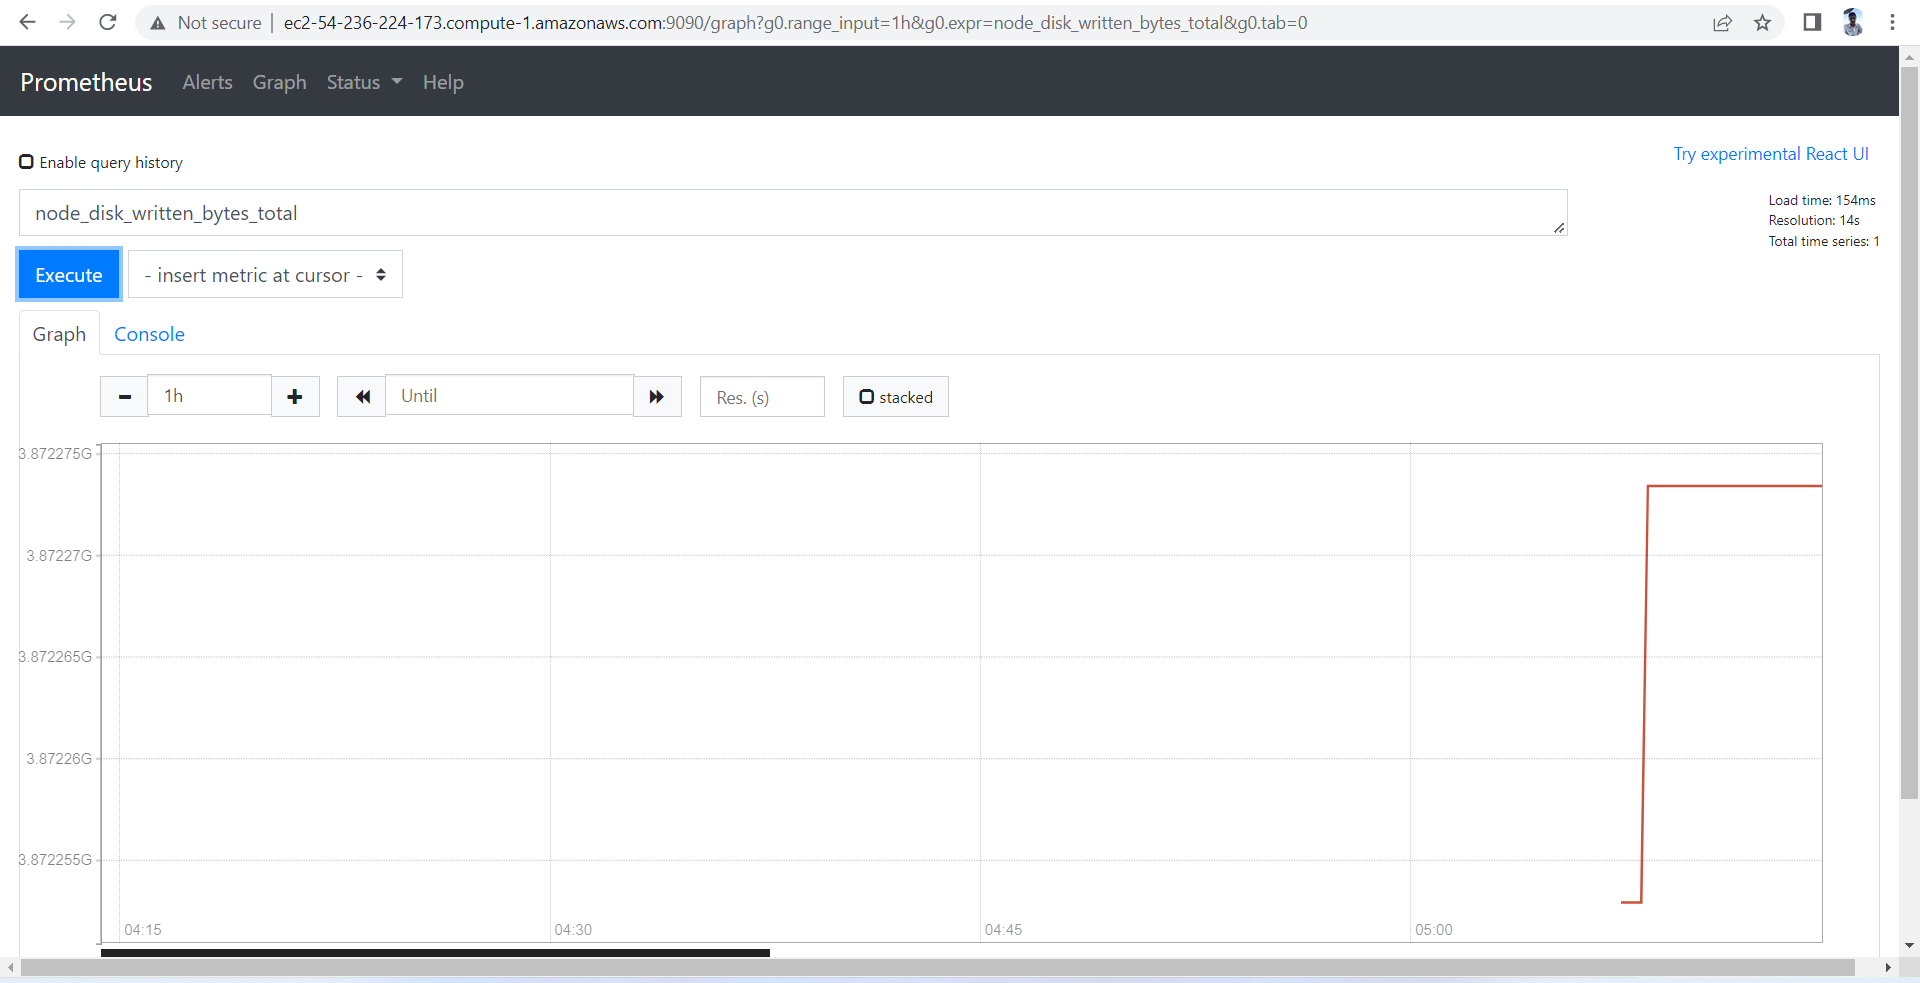 Not secure | ec2-54-236-224-173.compute-1.amazonaws.com:9090/graph?g0.range_input=1h&g0.expr=node_disk_written_bytes_total&g0.tab=0
Prometheus Alerts Graph Status Help
Enable query history
Try experimental React UI
node_disk_written_bytes_total
Load time: 154ms
Resolution: 14s
Total time series: 1
Execute - insert metric at cursor -
Graph Console
1h Until Res. (s) stacked
3.872275G
3.87227G
3.872265G
3.87226G
3.872255G
04:15 04:30 04:45 05:00